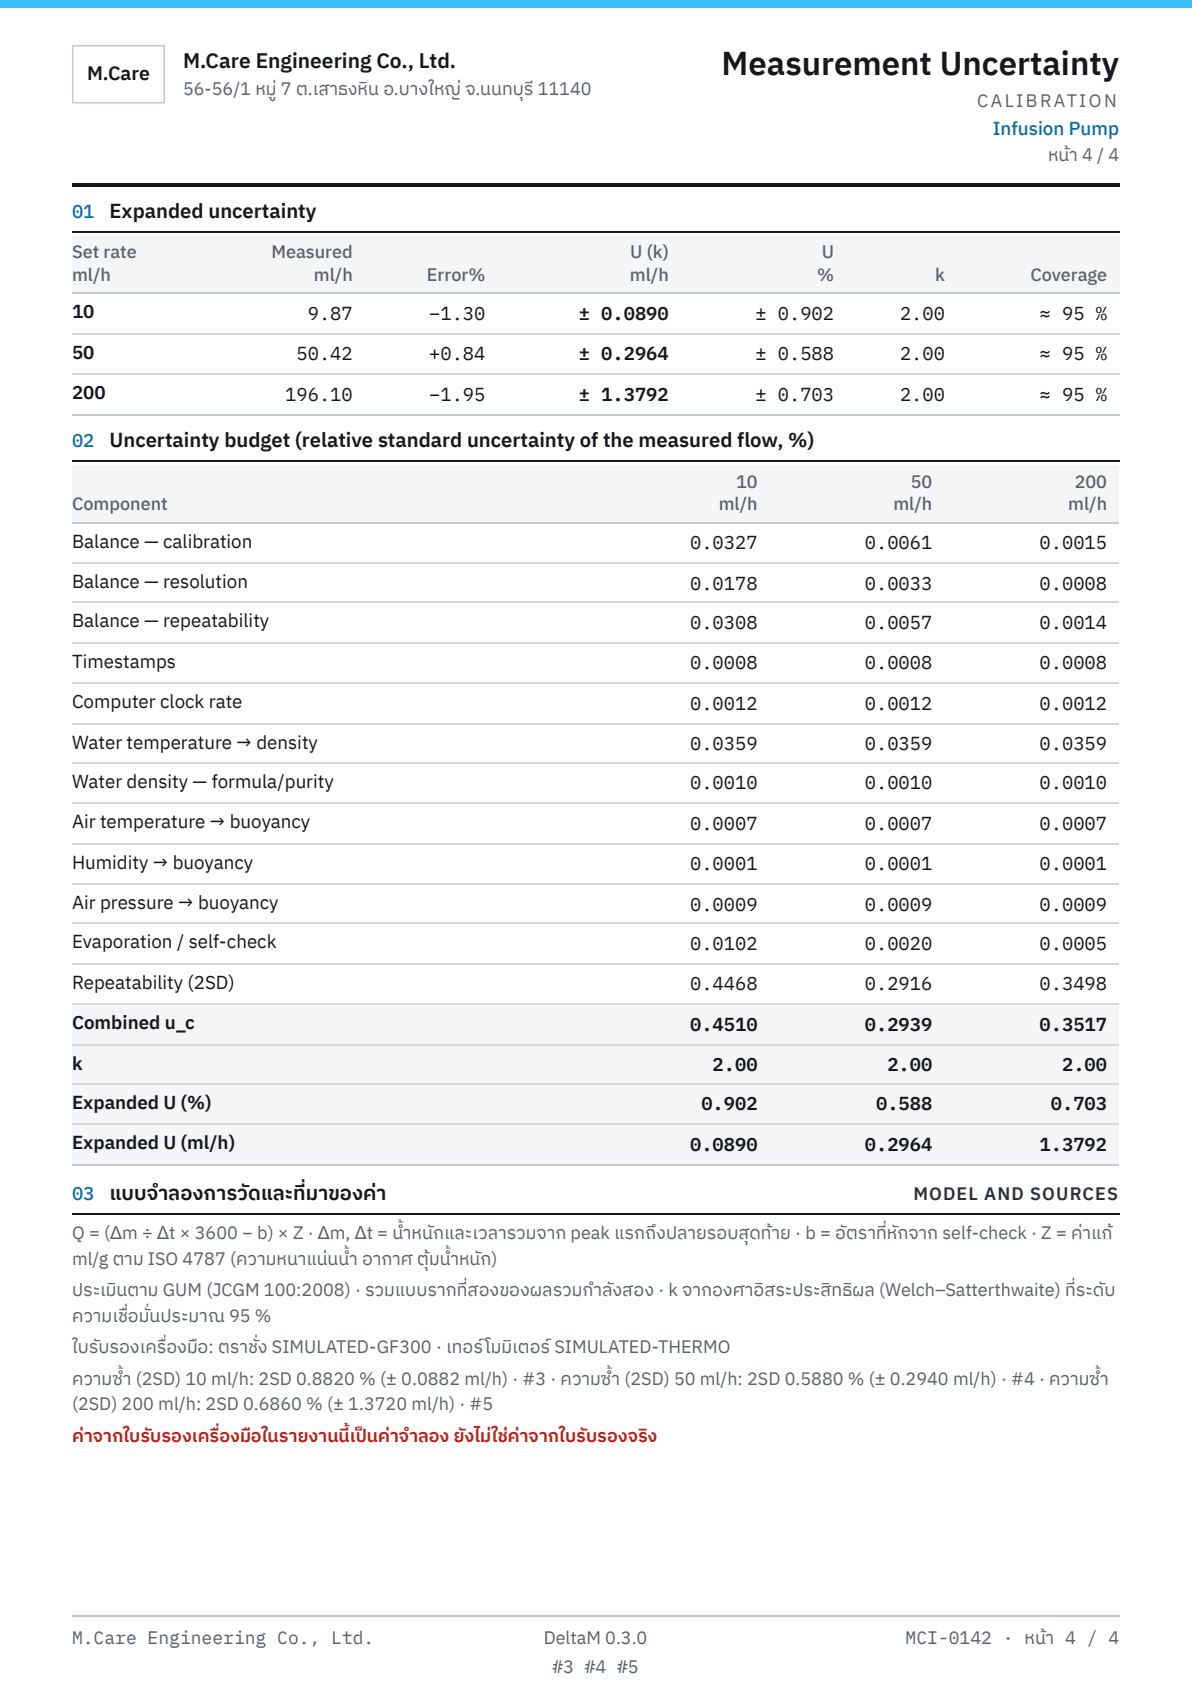 M.Care
M.Care Engineering Co., Ltd.
56-56/1 หมู่ 7 ต.เสาธงหิน อ.บางใหญ่ จ.นนทบุรี 11140
Measurement Uncertainty
CALIBRATION
Infusion Pump
หน้า 4 / 4
01 Expanded uncertainty
Set rate ml/h Measured ml/h Error% U (k) ml/h U % k Coverage
10 9.87 −1.30 ± 0.0890 ± 0.902 2.00 ≈ 95 %
50 50.42 +0.84 ± 0.2964 ± 0.588 2.00 ≈ 95 %
200 196.10 −1.95 ± 1.3792 ± 0.703 2.00 ≈ 95 %
02 Uncertainty budget (relative standard uncertainty of the measured flow, %)
Component 10 ml/h 50 ml/h 200 ml/h
Balance — calibration 0.0327 0.0061 0.0015
Balance — resolution 0.0178 0.0033 0.0008
Balance — repeatability 0.0308 0.0057 0.0014
Timestamps 0.0008 0.0008 0.0008
Computer clock rate 0.0012 0.0012 0.0012
Water temperature → density 0.0359 0.0359 0.0359
Water density — formula/purity 0.0010 0.0010 0.0010
Air temperature → buoyancy 0.0007 0.0007 0.0007
Humidity → buoyancy 0.0001 0.0001 0.0001
Air pressure → buoyancy 0.0009 0.0009 0.0009
Evaporation / self-check 0.0102 0.0020 0.0005
Repeatability (2SD) 0.4468 0.2916 0.3498
Combined u_c 0.4510 0.2939 0.3517
k 2.00 2.00 2.00
Expanded U (%) 0.902 0.588 0.703
Expanded U (ml/h) 0.0890 0.2964 1.3792
03 แบบจำลองการวัดและที่มาของค่า MODEL AND SOURCES
Q = (Δm ÷ Δt × 3600 − b) × Z · Δm, Δt = น้ำหนักและเวลารวมจาก peak แรกถึงปลายรอบสุดท้าย · b = อัตราที่หักจาก self-check · Z = ค่าแก้
ml/g ตาม ISO 4787 (ความหนาแน่นน้ำ อากาศ ตุ้มน้ำหนัก)
ประเมินตาม GUM (JCGM 100:2008) · รวมแบบรากที่สองของผลรวมกำลังสอง · k จากองศาอิสระประสิทธิผล (Welch–Satterthwaite) ที่ระดับ
ความเชื่อมั่นประมาณ 95 %
ใบรับรองเครื่องมือ: ตราชั่ง SIMULATED-GF300 · เทอร์โมมิเตอร์ SIMULATED-THERMO
ความซ้ำ (2SD) 10 ml/h: 2SD 0.8820 % (± 0.0882 ml/h) · #3 · ความซ้ำ (2SD) 50 ml/h: 2SD 0.5880 % (± 0.2940 ml/h) · #4 · ความซ้ำ
(2SD) 200 ml/h: 2SD 0.6860 % (± 1.3720 ml/h) · #5
ค่าจากใบรับรองเครื่องมือในรายงานนี้เป็นค่าจำลอง ยังไม่ใช่ค่าจากใบรับรองจริง
M.Care Engineering Co., Ltd. DeltaM 0.3.0 MCI-0142 · หน้า 4 / 4
#3 #4 #5